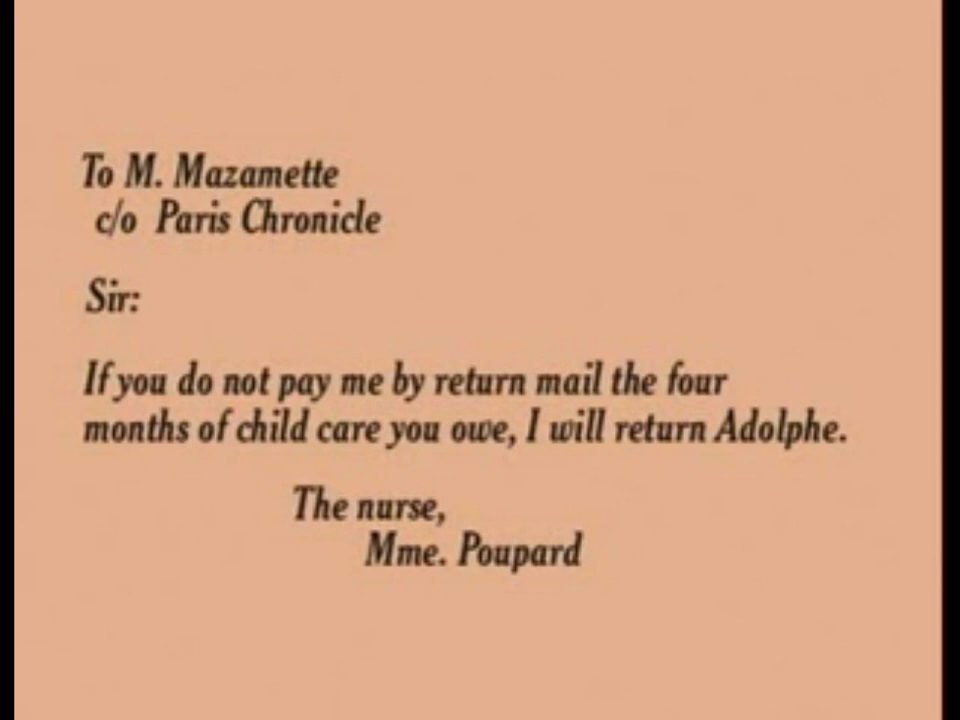 To M. Mazamette
c/o Paris Chronicle
Sir:
If you do not pay me by return mail the four
months of child care you owe, I will return Adolphe.
The nurse,
Mme. Poupard